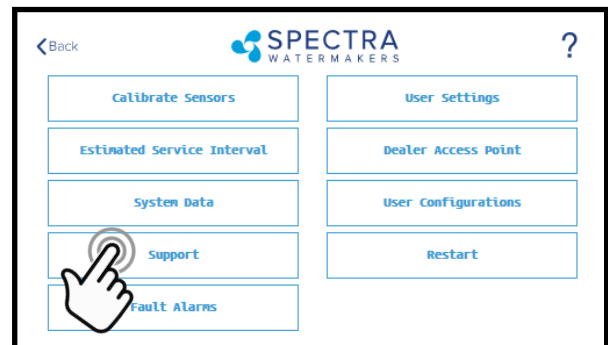 Back
SPECTRA
WATERMAKERS
?
Calibrate Sensors
User Settings
Estimated Service Interval
Dealer Access Point
System Data
User Configurations
Support
Restart
Fault Alarms